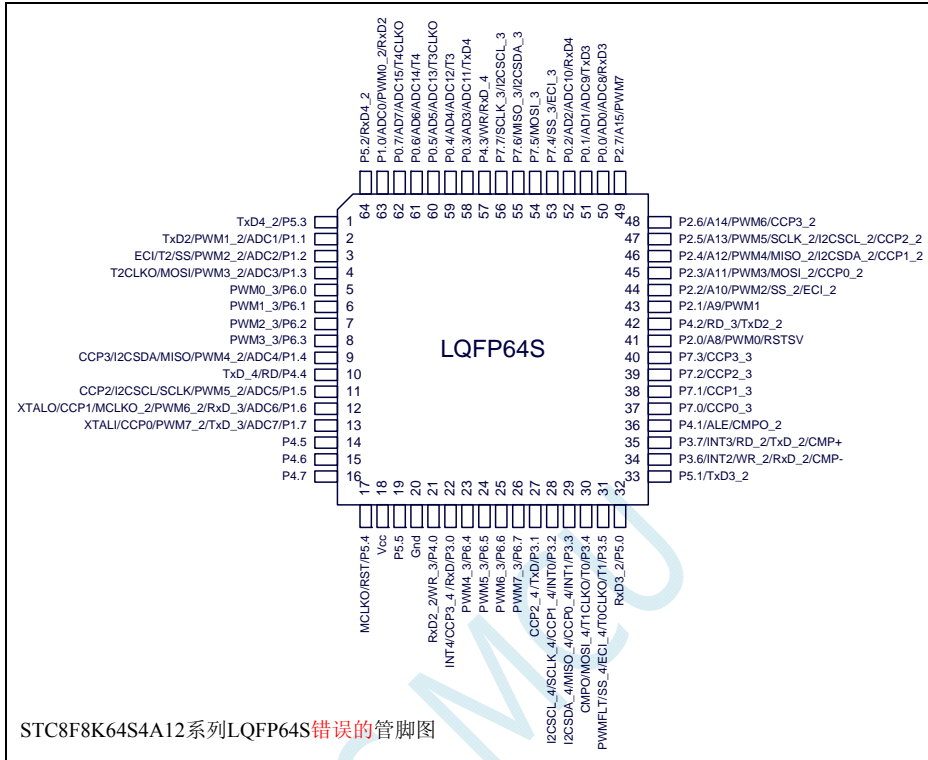 P5.2/RxD4_2
P1.0/ADC0/PWM0_2/RxD2
P0.7/AD7/ADC15/T4CLKO
P0.6/AD6/ADC14/T4
P0.5/AD5/ADC13/T3CLKO
P0.4/AD4/ADC12/T3
P0.3/AD3/ADC11/TxD4
P4.3/WR/RxD_4
P7.7/SCLK_3/I2CSCL_3
P7.6/MISO_3/I2CSDA_3
P7.5/MOSI_3
P7.4/SS_3/ECI_3
P0.2/AD2/ADC10/RxD4
P0.1/AD1/ADC9/TxD3
P0.0/AD0/ADC8/RxD3
P2.7/A15/PWM7
64 63 62 61 60 59 58 57 56 55 54 53 52 51 50 49
TxD4_2/P5.3 1
TxD2/PWM1_2/ADC1/P1.1 2
ECI/T2/SS/PWM2_2/ADC2/P1.2 3
T2CLKO/MOSI/PWM3_2/ADC3/P1.3 4
PWM0_3/P6.0 5
PWM1_3/P6.1 6
PWM2_3/P6.2 7
PWM3_3/P6.3 8
CCP3/I2CSDA/MISO/PWM4_2/ADC4/P1.4 9
TxD_4/RD/P4.4 10
CCP2/I2CSCL/SCLK/PWM5_2/ADC5/P1.5 11
XTALO/CCP1/MCLKO_2/PWM6_2/RxD_3/ADC6/P1.6 12
XTALI/CCP0/PWM7_2/TxD_3/ADC7/P1.7 13
P4.5 14
P4.6 15
P4.7 16
LQFP64S
48 P2.6/A14/PWM6/CCP3_2
47 P2.5/A13/PWM5/SCLK_2/I2CSCL_2/CCP2_2
46 P2.4/A12/PWM4/MISO_2/I2CSDA_2/CCP1_2
45 P2.3/A11/PWM3/MOSI_2/CCP0_2
44 P2.2/A10/PWM2/SS_2/ECI_2
43 P2.1/A9/PWM1
42 P4.2/RD_3/TxD2_2
41 P2.0/A8/PWM0/RSTSV
40 P7.3/CCP3_3
39 P7.2/CCP2_3
38 P7.1/CCP1_3
37 P7.0/CCP0_3
36 P4.1/ALE/CMPO_2
35 P3.7/INT3/RD_2/TxD_2/CMP+
34 P3.6/INT2/WR_2/RxD_2/CMP-
33 P5.1/TxD3_2
17 18 19 20 21 22 23 24 25 26 27 28 29 30 31 32
MCLKO/RST/P5.4
Vcc
P5.5
Gnd
RxD2_2/WR_3/P4.0
INT4/CCP3_4 /RxD/P3.0
PWM4_3/P6.4
PWM5_3/P6.5
PWM6_3/P6.6
PWM7_3/P6.7
CCP2_4 /TxD/P3.1
I2CSCL_4/SCLK_4/CCP1_4/INT0/P3.2
I2CSDA_4/MISO_4/CCP0_4/INT1/P3.3
CMPO/MOSI_4/T1CLKO/T0/P3.4
PWMFLT/SS_4/ECI_4/T0CLKO/T1/P3.5
RxD3_2/P5.0
STC8F8K64S4A12系列LQFP64S错误的管脚图
MCU